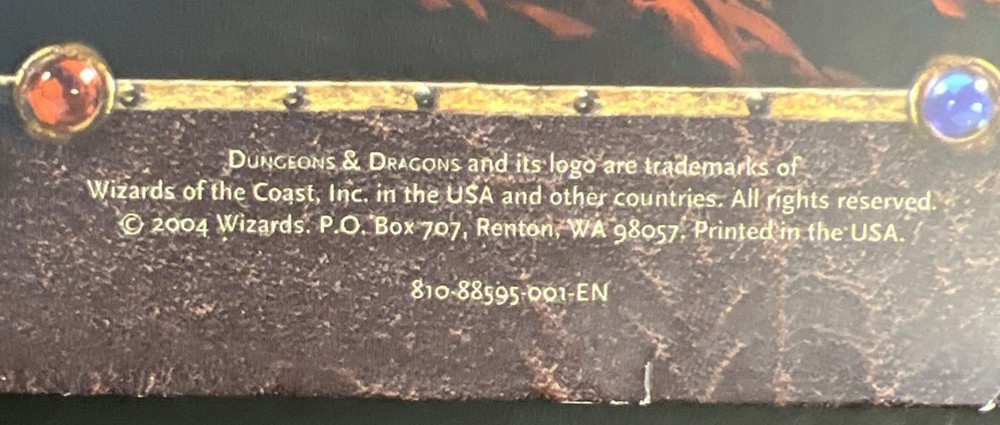 Dungeons & Dragons and its logo are trademarks of
Wizards of the Coast, Inc. in the USA and other countries. All rights reserved.
© 2004 Wizards. P.O. Box 707, Renton, WA 98057. Printed in the USA.
810-88595-001-EN